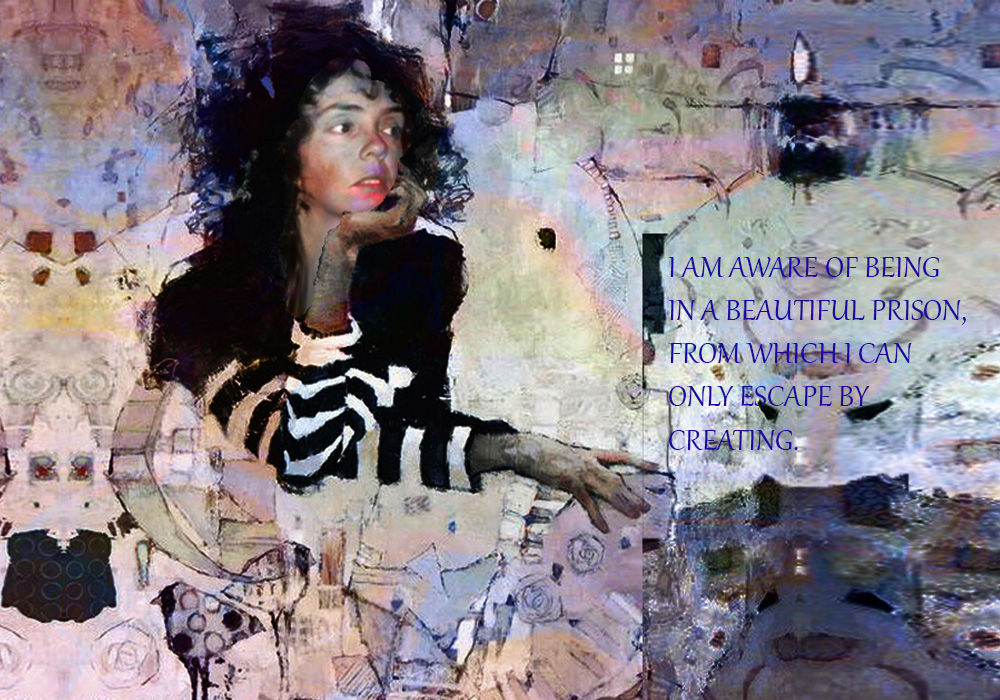 I AM AWARE OF BEING
IN A BEAUTIFUL PRISON,
FROM WHICH I CAN
ONLY ESCAPE BY
CREATING.